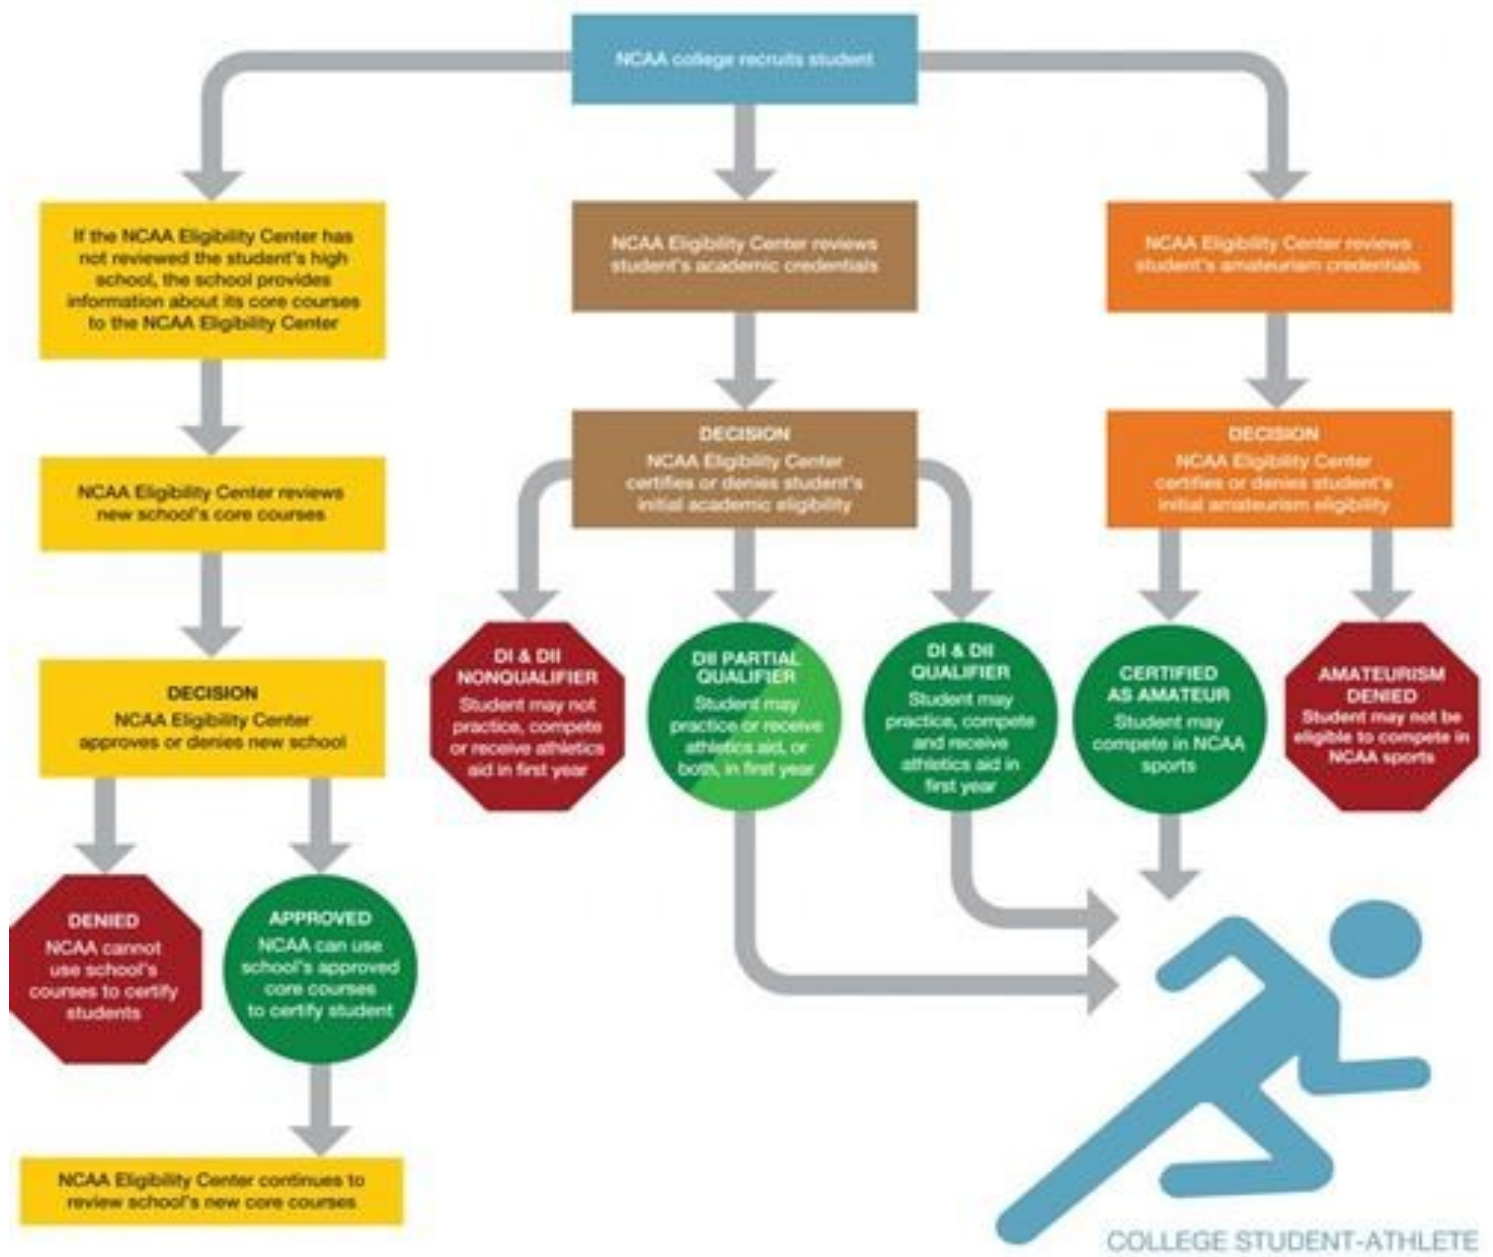 NCAA college recruits student
If the NCAA Eligibility Center has
not reviewed the student's high
school, the school provides
information about its core courses
to the NCAA Eligibility Center
NCAA Eligibility Center reviews
student's academic credentials
NCAA Eligibility Center reviews
student's amateurism credentials
NCAA Eligibility Center reviews
new school's core courses
DECISION
NCAA Eligibility Center
certifies or denies student's
initial academic eligibility
DECISION
NCAA Eligibility Center
certifies or denies student's
initial amateurism eligibility
DECISION
NCAA Eligibility Center
approves or denies new school
DI & DII
NONQUALIFIER
Student may not
practice, compete
or receive athletics
aid in first year
DII PARTIAL
QUALIFIER
Student may
practice or receive
athletics aid, or
both, in first year
DI & DII
QUALIFIER
Student may
practice, compete
and receive
athletics aid in
first year
CERTIFIED
AS AMATEUR
Student may
compete in NCAA
sports
AMATEURISM
DENIED
Student may not be
eligible to compete in
NCAA sports
DENIED
NCAA cannot
use school's
courses to certify
students
APPROVED
NCAA can use
school's approved
core courses
to certify student
NCAA Eligibility Center continues to
review school's new core courses
COLLEGE STUDENT-ATHLETE